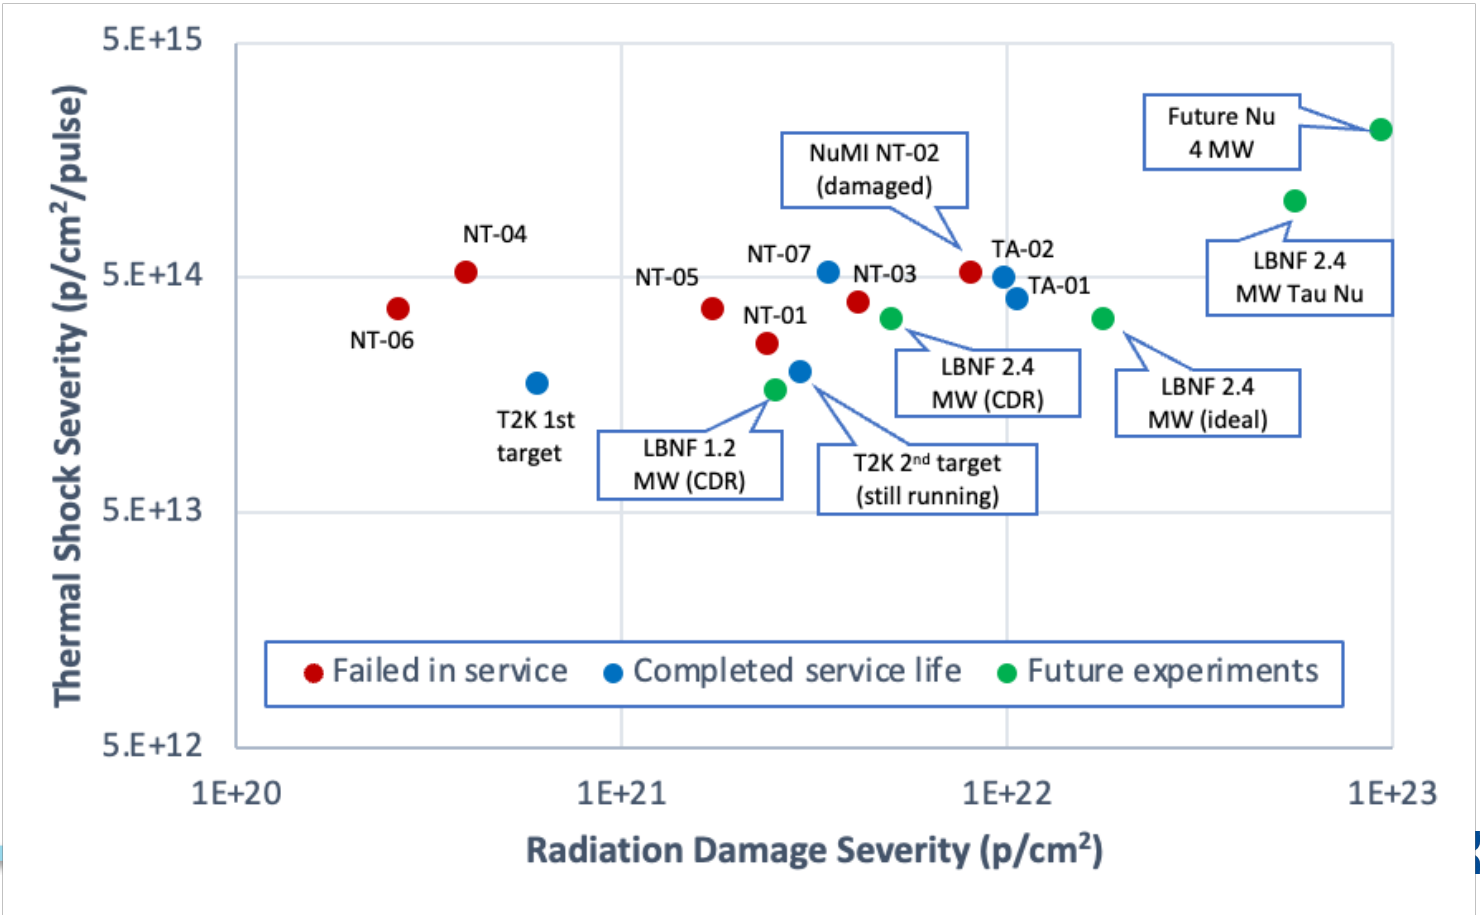 5.E+15
Thermal Shock Severity (p/cm²/pulse)
Future Nu
4 MW
NuMI NT-02
(damaged)
NT-04
NT-07
TA-02
5.E+14
NT-05
NT-03
LBNF 2.4
MW Tau Nu
TA-01
NT-01
NT-06
LBNF 2.4
MW (CDR)
LBNF 2.4
MW (ideal)
T2K 1st
target
LBNF 1.2
MW (CDR)
T2K 2ⁿᵈ target
(still running)
5.E+13
Failed in service
Completed service life
Future experiments
5.E+12
1E+20
1E+21
1E+22
1E+23
Radiation Damage Severity (p/cm²)